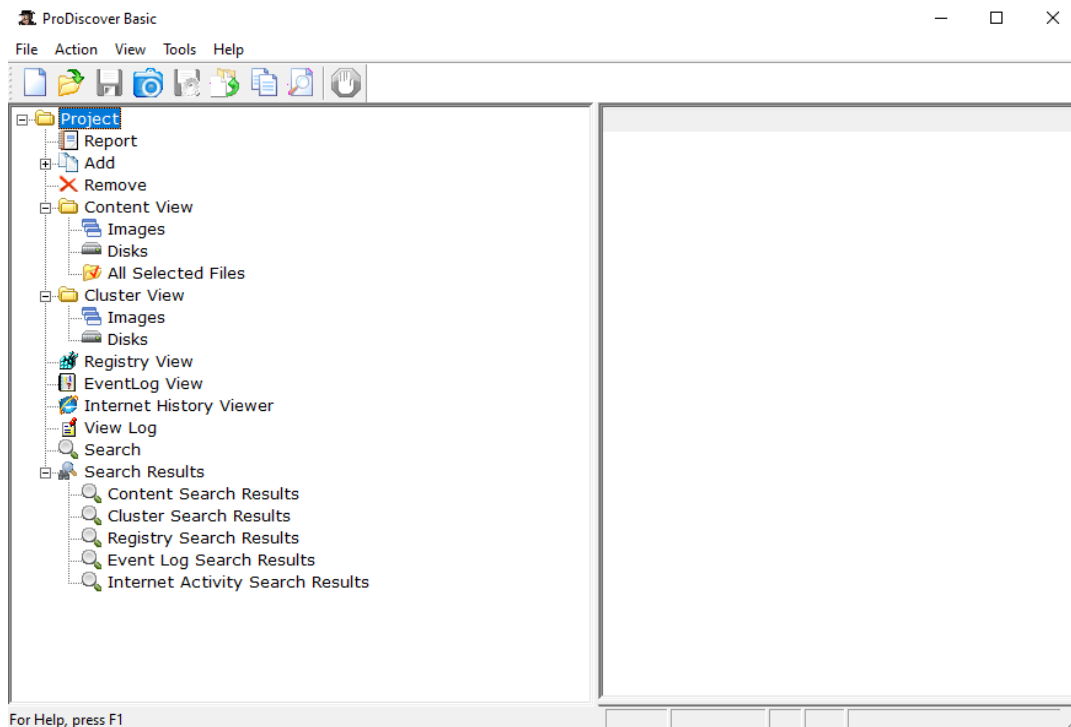 ProDiscover Basic
File Action View Tools Help
Project
Report
Add
Remove
Content View
Images
Disks
All Selected Files
Cluster View
Images
Disks
Registry View
EventLog View
Internet History Viewer
View Log
Search
Search Results
Content Search Results
Cluster Search Results
Registry Search Results
Event Log Search Results
Internet Activity Search Results
For Help, press F1